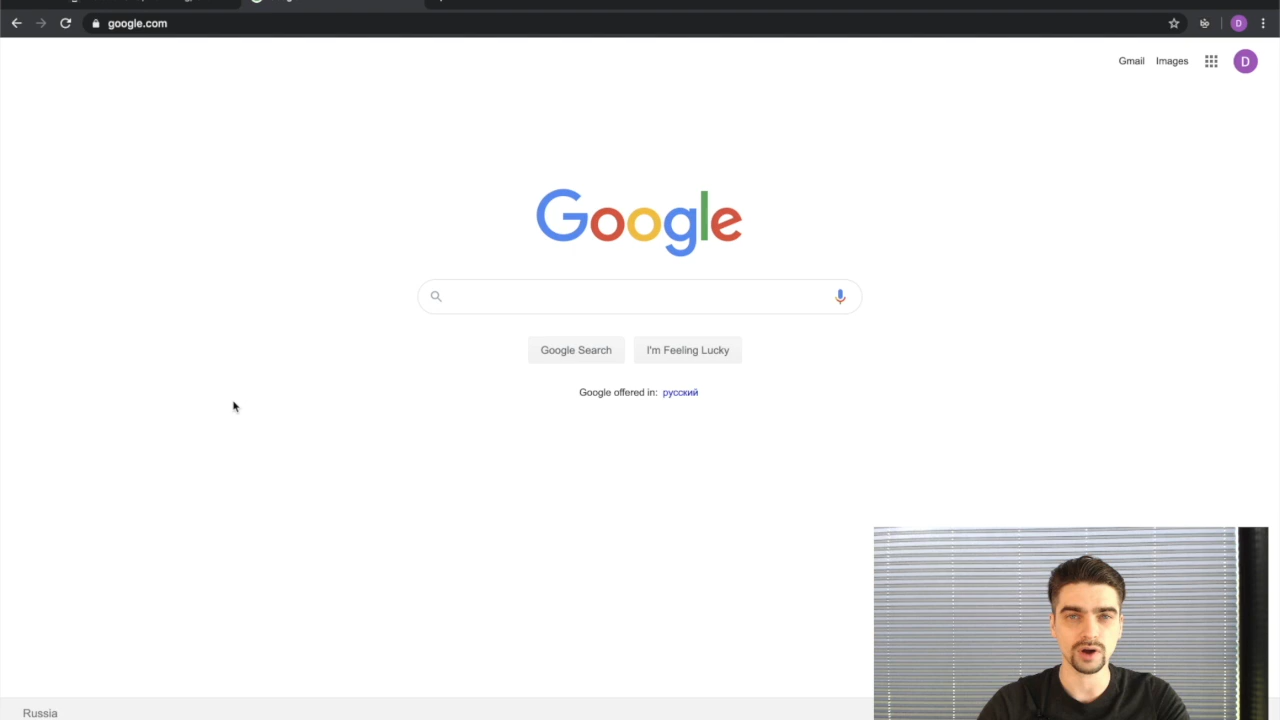 google.com
D
Gmail Images D
Google
Google Search I'm Feeling Lucky
Google offered in: русский
Russia